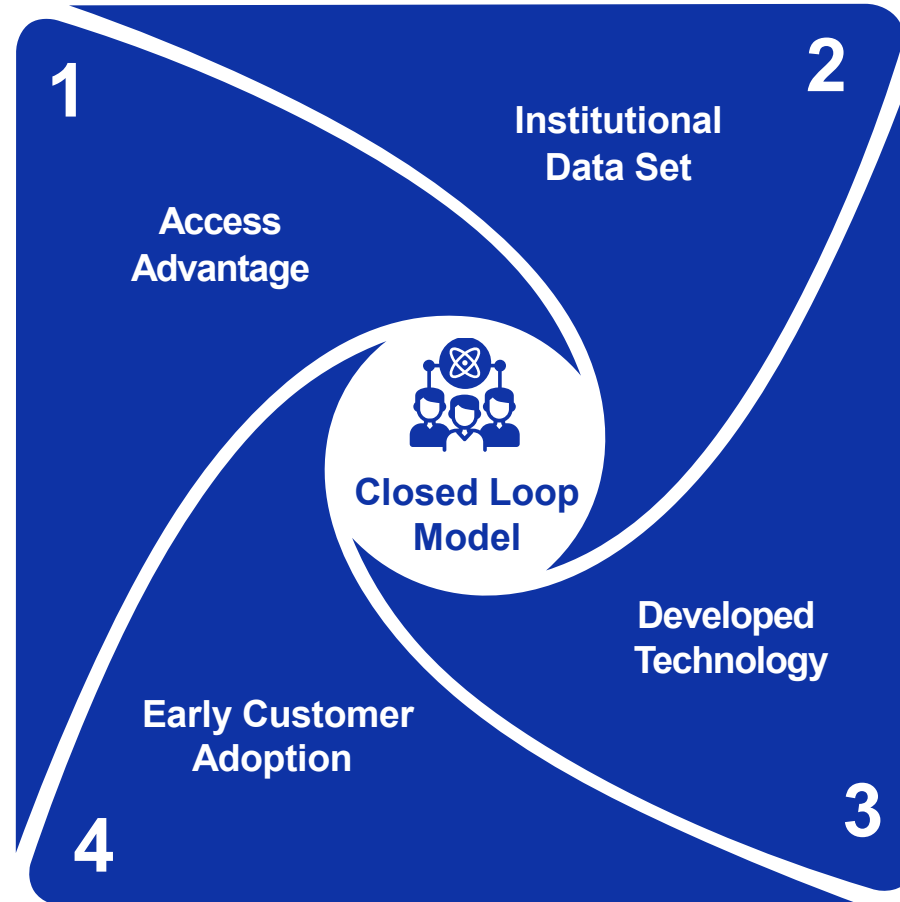 1
Access
Advantage
2
Institutional
Data Set
Closed Loop
Model
3
Developed
Technology
4
Early Customer
Adoption